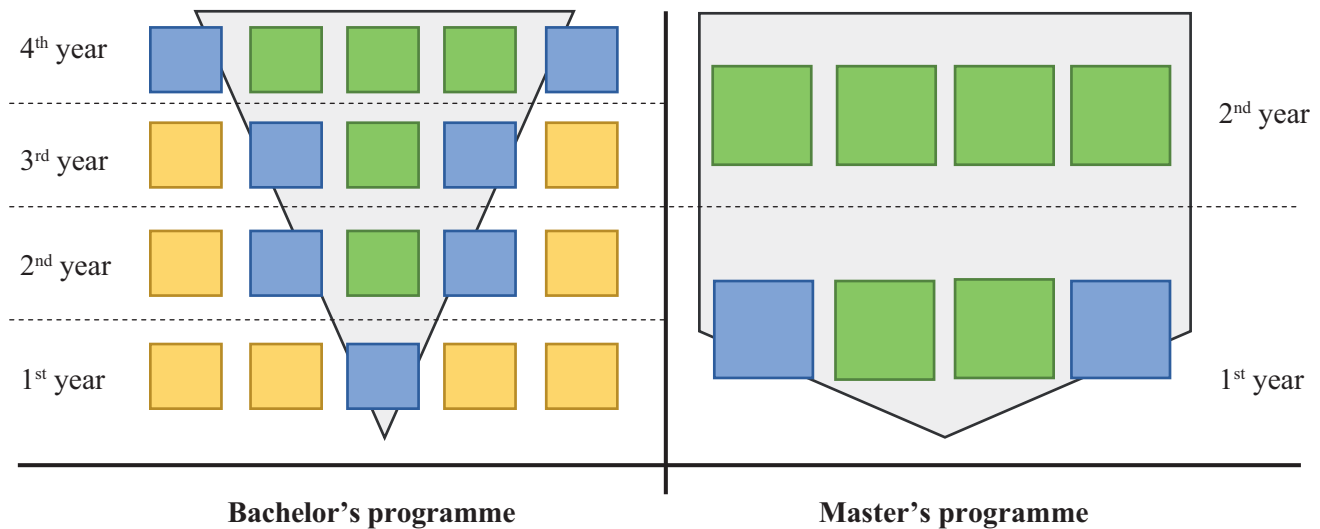 4th year
3rd year
2nd year
1st year
2nd year
1st year
Bachelor's programme
Master's programme